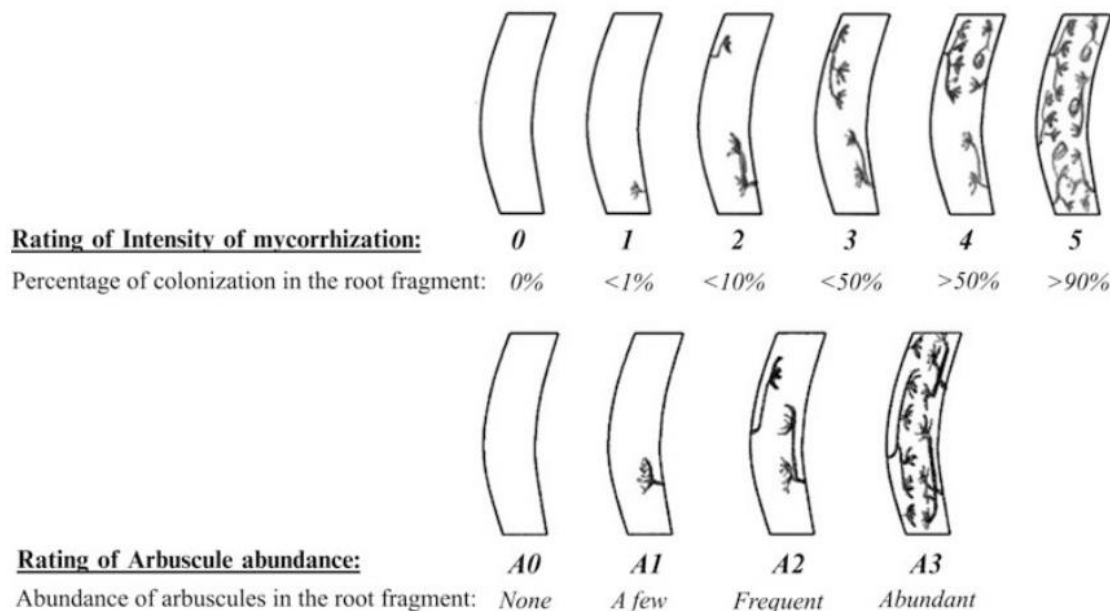 Rating of Intensity of mycorrhization: 0 1 2 3 4 5
Percentage of colonization in the root fragment: 0% <1% <10% <50% >50% >90%
Rating of Arbuscule abundance: A0 A1 A2 A3
Abundance of arbuscules in the root fragment: None A few Frequent Abundant